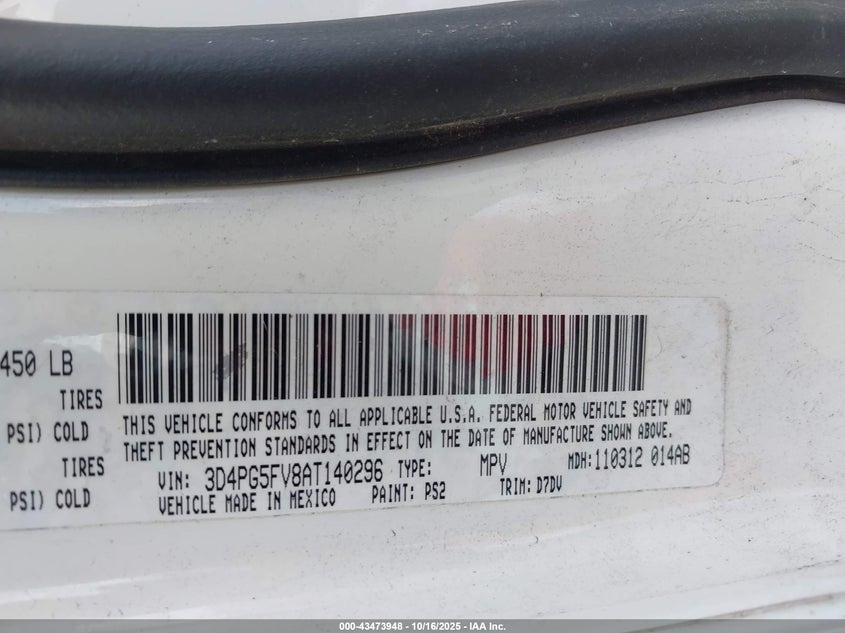 450 LB
TIRES
PSI) COLD
TIRES
PSI) COLD
THIS VEHICLE CONFORMS TO ALL APPLICABLE U.S.A. FEDERAL MOTOR VEHICLE SAFETY AND
THEFT PREVENTION STANDARDS IN EFFECT ON THE DATE OF MANUFACTURE SHOWN ABOVE.
VIN: 3D4PG5FV8AT140296 TYPE: MPV MDH:110312 014AB
VEHICLE MADE IN MEXICO PAINT: PS2 TRIM: D7DV
000-43473948 - 10/16/2025 - IAA Inc.